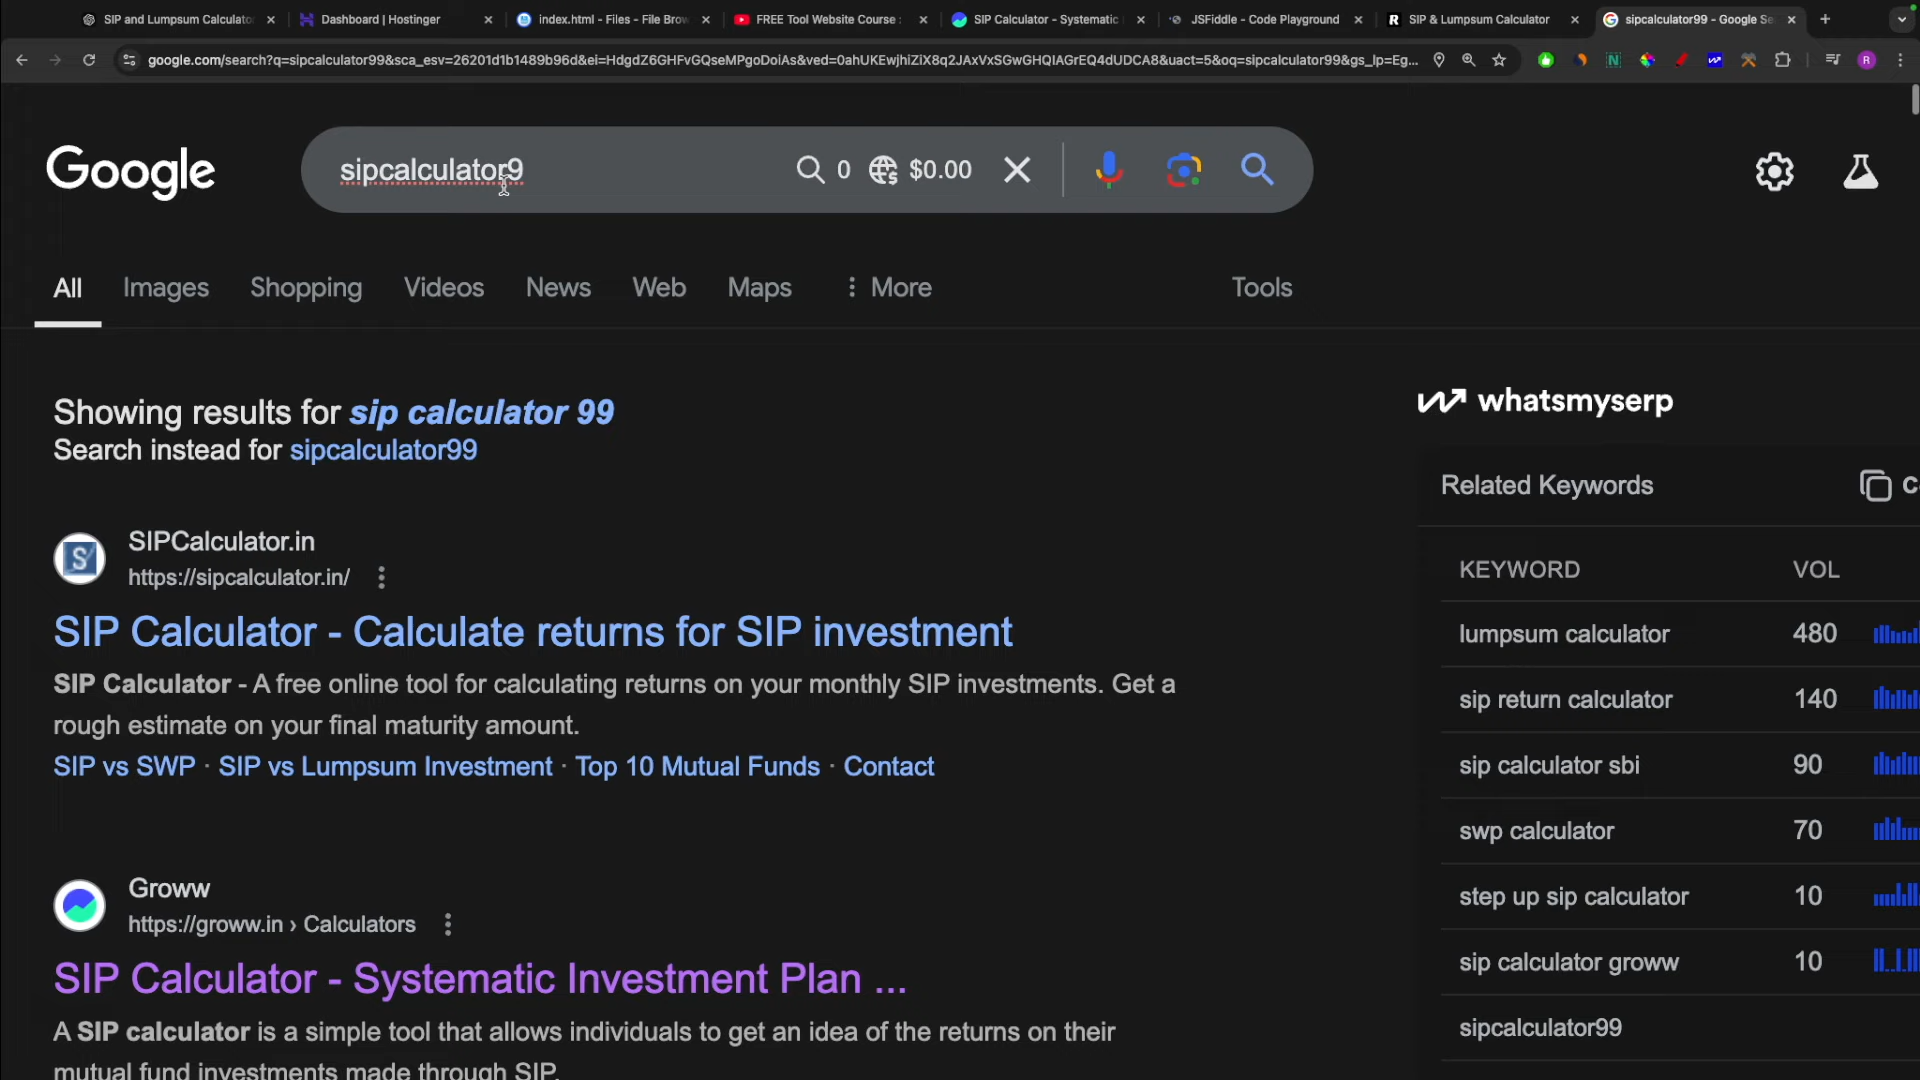 SIP and Lumpsum Calculator
Dashboard | Hostinger
index.html - Files - File Brow
FREE Tool Website Course :
SIP Calculator - Systematic
JSFiddle - Code Playground
SIP & Lumpsum Calculator
sipcalculator99 - Google Se
google.com/search?q=sipcalculator99&sca_esv=26201d1b1489b96d&ei=HdgdZ6GHFvGQseMPgoDoiAs&ved=0ahUKEwjhiZiX8q2JAxVxSGwGHQIAGrEQ4dUDCA8&uact=5&oq=sipcalculator99&gs_lp=Eg...
R
Google
sipcalculator9
0
$0.00
All
Images
Shopping
Videos
News
Web
Maps
More
Tools
Showing results for sip calculator 99
Search instead for sipcalculator99
SIPCalculator.in
https://sipcalculator.in/
SIP Calculator - Calculate returns for SIP investment
SIP Calculator - A free online tool for calculating returns on your monthly SIP investments. Get a
rough estimate on your final maturity amount.
SIP vs SWP · SIP vs Lumpsum Investment · Top 10 Mutual Funds · Contact
Groww
https://groww.in › Calculators
SIP Calculator - Systematic Investment Plan ...
A SIP calculator is a simple tool that allows individuals to get an idea of the returns on their
mutual fund investments made through SIP.
whatsmyserp
Related Keywords
KEYWORD VOL
lumpsum calculator 480
sip return calculator 140
sip calculator sbi 90
swp calculator 70
step up sip calculator 10
sip calculator groww 10
sipcalculator99